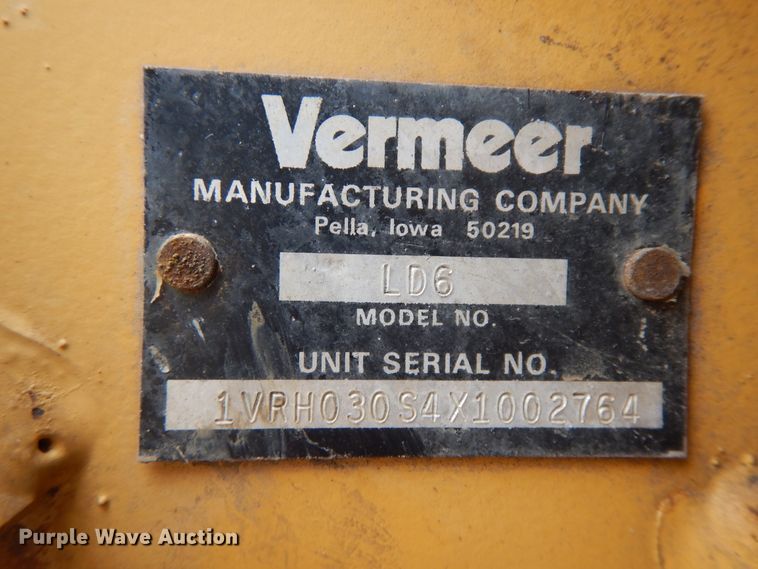 Vermeer
MANUFACTURING COMPANY
Pella, Iowa 50219
LD6
MODEL NO.
UNIT SERIAL NO.
1VRH030S4X1002764
Purple Wave Auction